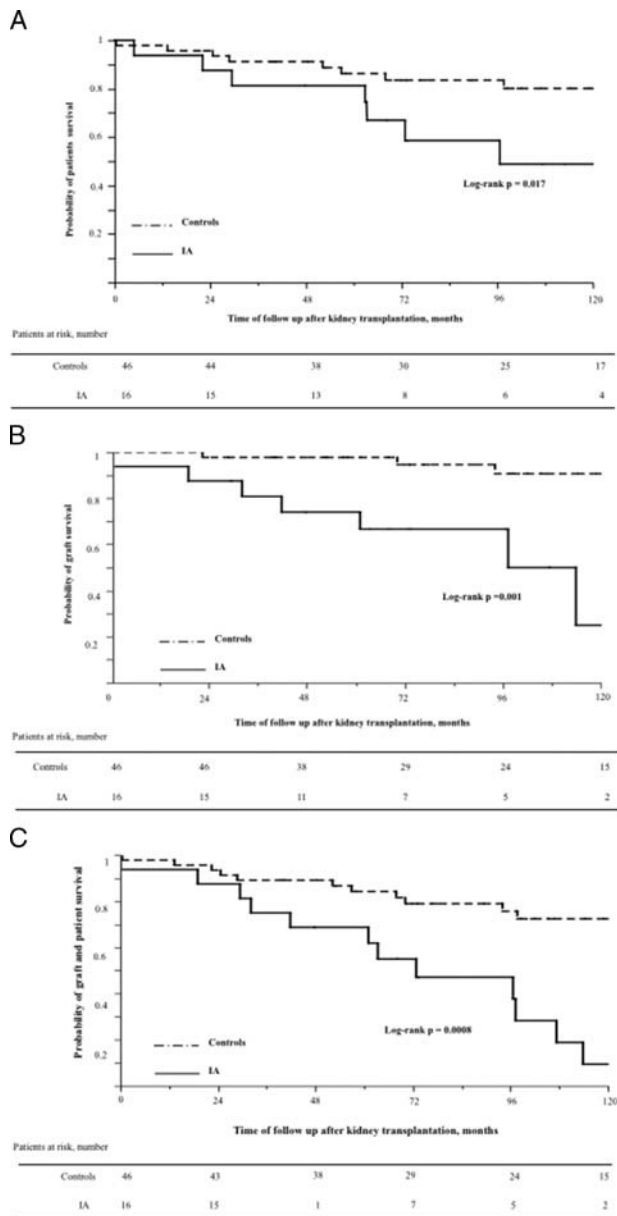 A
Probability of patients survival
1
0.8
0.6
0.4
0.2
Log-rank p = 0.017
Controls
IA
0 24 48 72 96 120
Time of follow up after kidney transplantation, months
Patients at risk, number
Controls 46 44 38 30 25 17
IA 16 15 13 8 6 4
B
Probability of graft survival
1
0.8
0.6
0.4
0.2
Log-rank p =0,001
Controls
IA
24 48 72 96 120
Time of follow up after kidney transplantation, months
Patients at risk, number
Controls 46 46 38 29 24 15
IA 16 15 11 7 5 2
C
Probability of graft and patient survival
1
0.8
0.6
0.4
0.2
Log-rank p = 0.0008
Controls
IA
0 24 48 72 96 120
Time of follow up after kidney transplantation, months
Patients at risk, number
Controls 46 43 38 29 24 15
IA 16 15 1 7 5 2